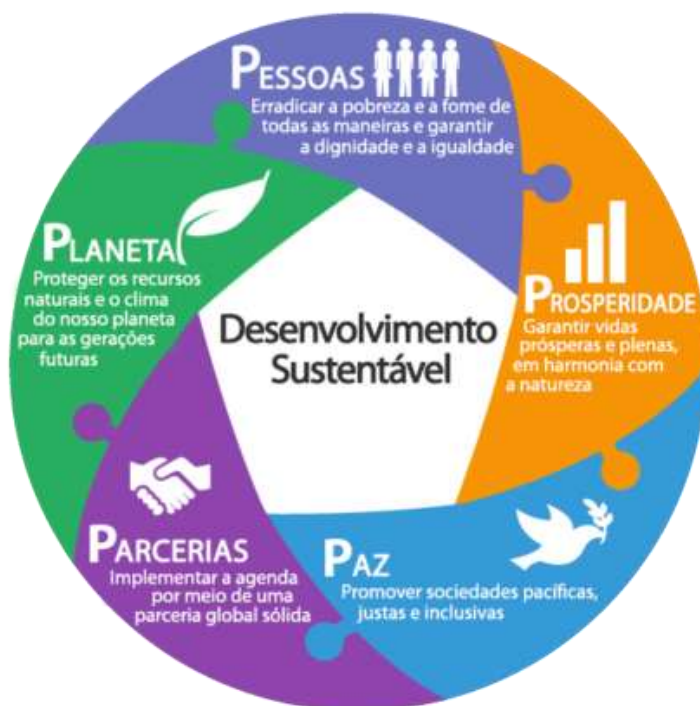 PESSOAS
Erradicar a pobreza e a fome de
todas as maneiras e garantir
a dignidade e a igualdade
PROSPERIDADE
Garantir vidas
prósperas e plenas,
em harmonia com
a natureza
PAZ
Promover sociedades pacíficas,
justas e inclusivas
PARCERIAS
Implementar a agenda
por meio de uma
parceria global sólida
PLANETA
Proteger os recursos
naturais e o clima
do nosso planeta
para as gerações
futuras
Desenvolvimento
Sustentável